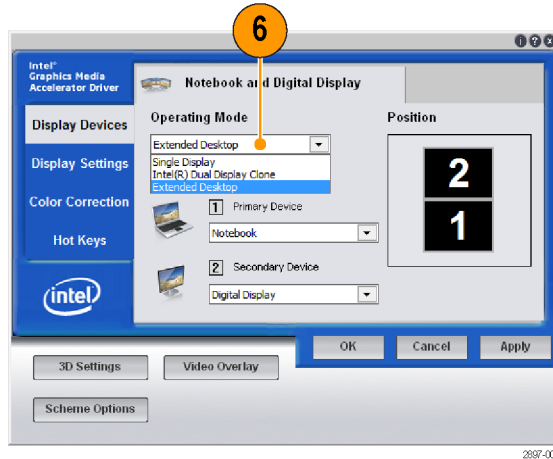 6
Intel®
Graphics Media
Accelerator Driver
Notebook and Digital Display
Display Devices
Display Settings
Color Correction
Hot Keys
intel
Operating Mode
Extended Desktop
Single Display
Intel(R) Dual Display Clone
Extended Desktop
1 Primary Device
Notebook
2 Secondary Device
Digital Display
Position
2
1
OK Cancel Apply
3D Settings Video Overlay
Scheme Options
2897-00